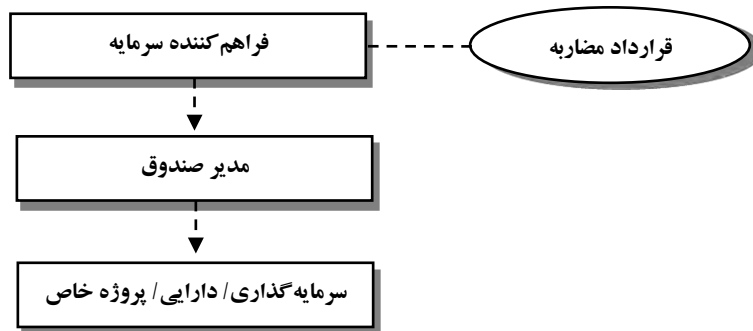 فراهم‌کننده سرمایه
قرارداد مضاربه
مدیر صندوق
سرمایه‌گذاری/ دارایی/ پروژه خاص